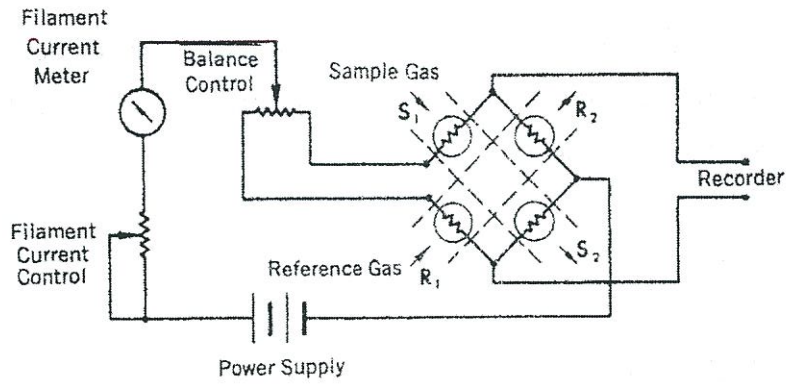 Filament
Current
Meter
Balance
Control
Sample Gas
S1
R2
Recorder
Filament
Current
Control
Reference Gas
R1
S2
Power Supply